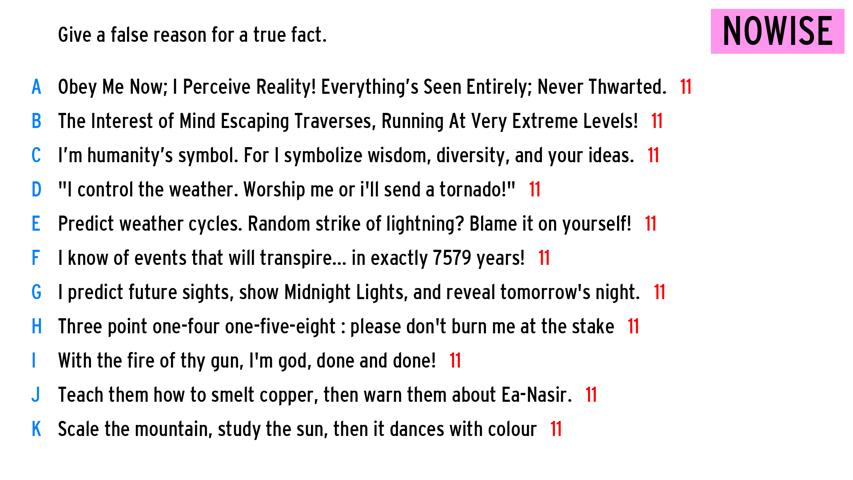 Give a false reason for a true fact.
NOWISE
A Obey Me Now; I Perceive Reality! Everything's Seen Entirely; Never Thwarted. 11
B The Interest of Mind Escaping Traverses, Running At Very Extreme Levels! 11
C I'm humanity's symbol. For I symbolize wisdom, diversity, and your ideas. 11
D "I control the weather. Worship me or i'll send a tornado!" 11
E Predict weather cycles. Random strike of lightning? Blame it on yourself! 11
F I know of events that will transpire... in exactly 7579 years! 11
G I predict future sights, show Midnight Lights, and reveal tomorrow's night. 11
H Three point one-four one-five-eight : please don't burn me at the stake 11
I With the fire of thy gun, I'm god, done and done! 11
J Teach them how to smelt copper, then warn them about Ea-Nasir. 11
K Scale the mountain, study the sun, then it dances with colour 11